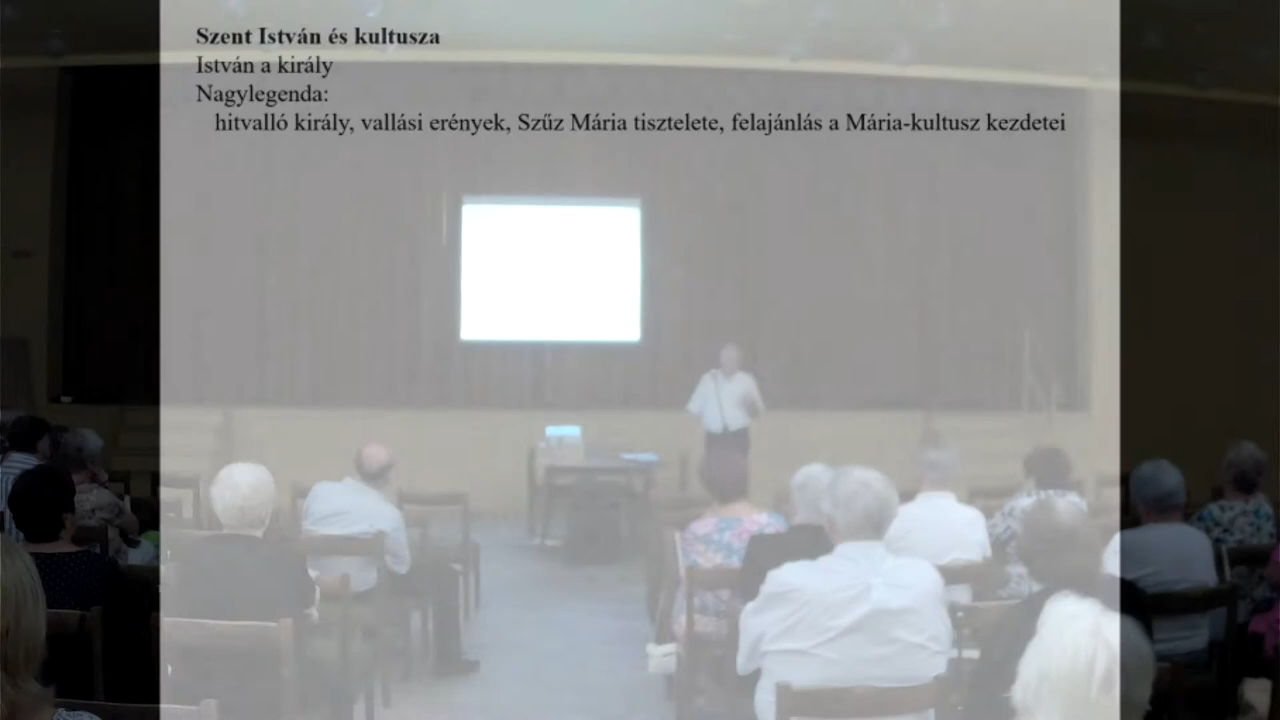 Szent István és kultusza
István a király
Nagylegenda:
hitvalló király, vallási erények, Szűz Mária tisztelete, felajánlás a Mária-kultusz kezdetei